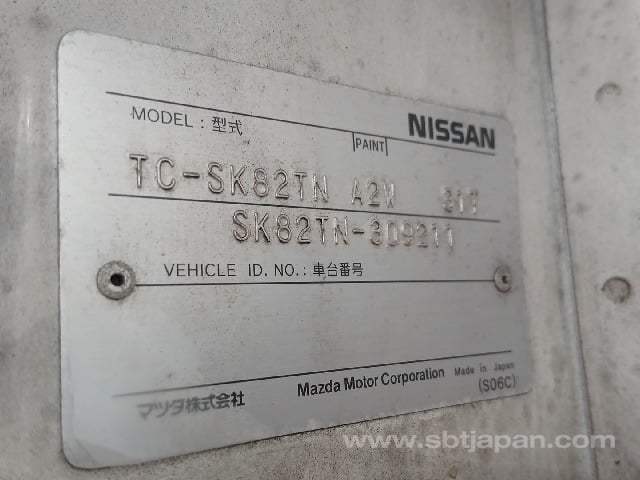 MODEL : 型式
PAINT
NISSAN
TC-SK82TN A2W 31T
SK82TN-309211
VEHICLE ID. NO.: 車台番号
マツダ株式会社
Mazda Motor Corporation Made in Japan
(S06C)
www.sbtjapan.com